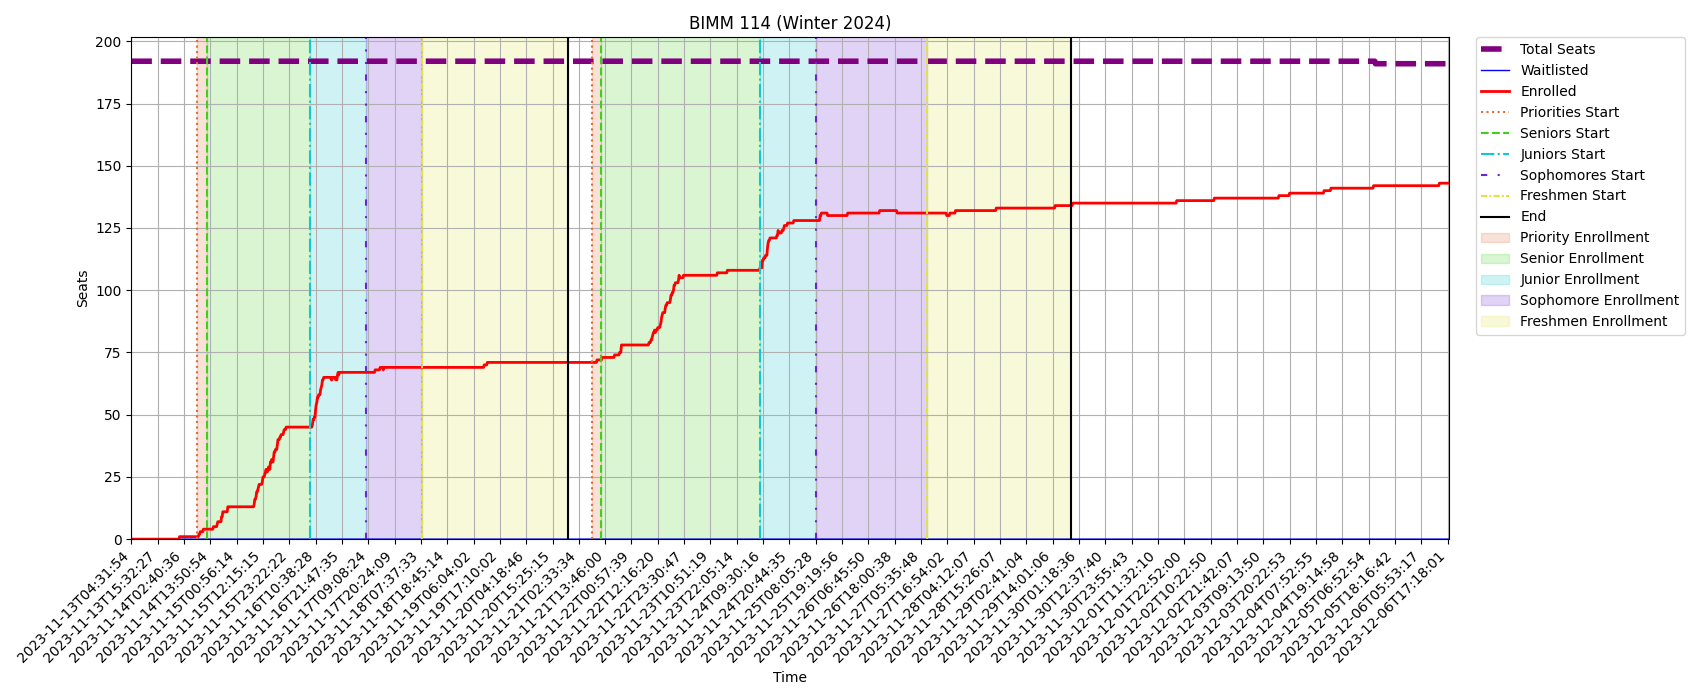 BIMM 114 (Winter 2024)
Seats
200
175
150
125
100
75
50
25
0
2023-11-13T04:31:54
2023-11-13T15:32:27
2023-11-14T02:40:36
2023-11-14T13:50:54
2023-11-15T00:56:14
2023-11-15T12:15:15
2023-11-15T23:22:22
2023-11-16T10:38:28
2023-11-16T21:47:35
2023-11-17T09:08:24
2023-11-17T20:24:09
2023-11-18T07:37:33
2023-11-18T18:45:14
2023-11-19T06:04:02
2023-11-19T17:10:02
2023-11-20T04:18:46
2023-11-20T15:25:15
2023-11-21T02:33:34
2023-11-21T13:46:00
2023-11-22T00:57:39
2023-11-22T12:16:20
2023-11-22T23:30:47
2023-11-23T10:51:19
2023-11-23T22:05:14
2023-11-24T09:30:16
2023-11-24T20:44:35
2023-11-25T08:05:28
2023-11-25T19:19:56
2023-11-26T06:45:50
2023-11-26T18:00:38
2023-11-27T05:35:48
2023-11-27T16:54:02
2023-11-28T04:12:07
2023-11-28T15:26:07
2023-11-29T02:41:04
2023-11-29T14:01:06
2023-11-30T01:18:36
2023-11-30T12:37:40
2023-11-30T23:55:43
2023-12-01T11:32:10
2023-12-01T22:52:00
2023-12-02T10:22:50
2023-12-02T21:42:07
2023-12-03T09:13:50
2023-12-03T20:22:53
2023-12-04T07:52:55
2023-12-04T19:14:58
2023-12-05T06:52:54
2023-12-05T18:16:42
2023-12-06T05:53:17
2023-12-06T17:18:01
Time
Total Seats
Waitlisted
Enrolled
Priorities Start
Seniors Start
Juniors Start
Sophomores Start
Freshmen Start
End
Priority Enrollment
Senior Enrollment
Junior Enrollment
Sophomore Enrollment
Freshmen Enrollment